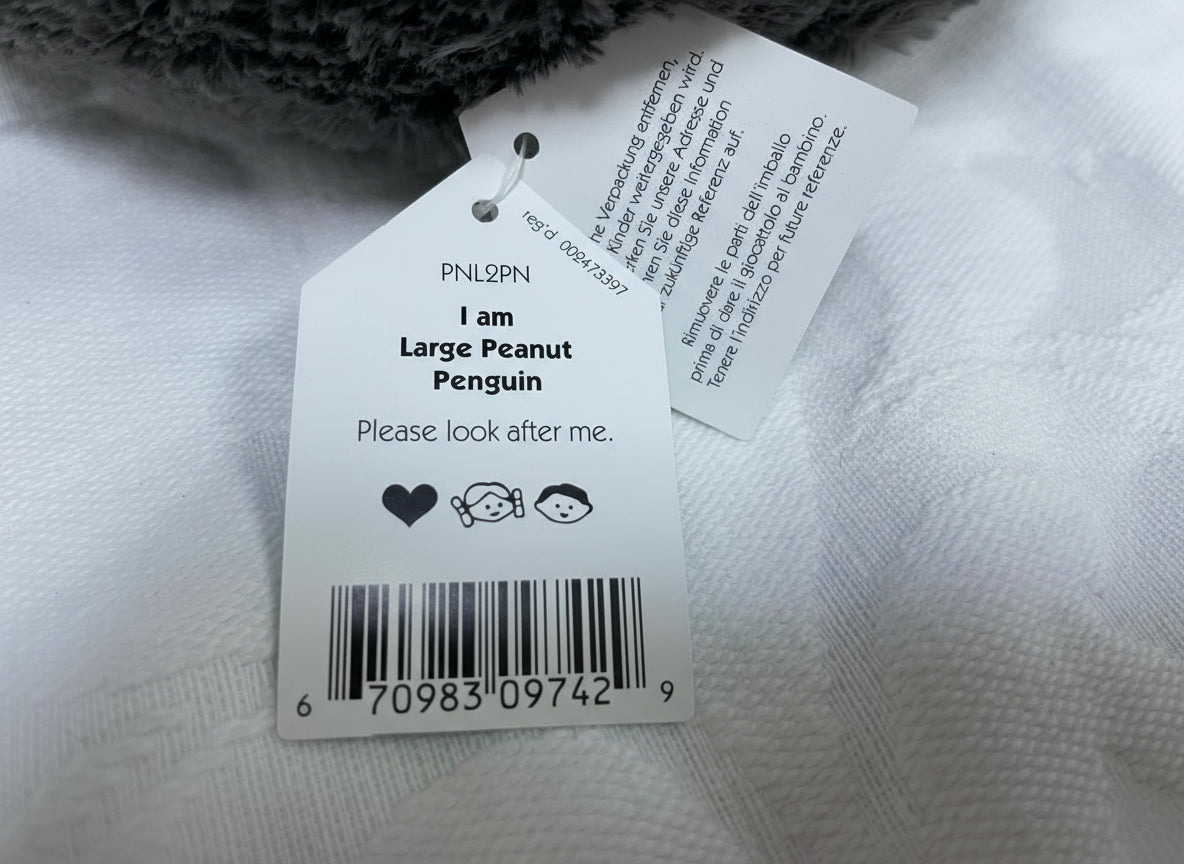 PNL2PN
reg'd 002473397
I am
Large Peanut
Penguin
Please look after me.
6 70983 09742 9
Verpackung entfernen,
Kinder weitergegeben wird.
Sie unsere Adresse und
Sie diese Information
zukünftige Referenz auf.
Rimuovere le parti dell'imballo
prima di dare il giocattolo al bambino.
Tenere l'indirizzo per future referenze.